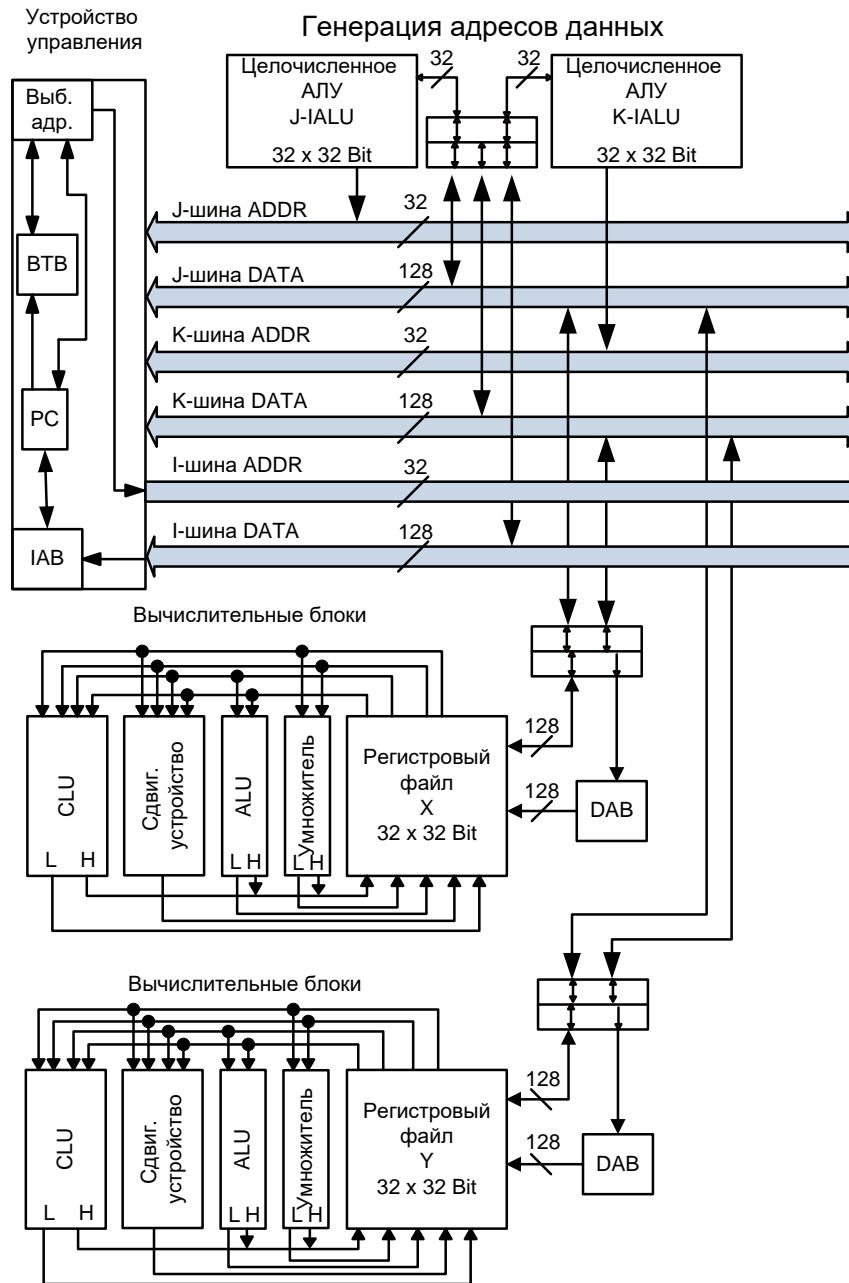 Устройство
управления
Генерация адресов данных
Выб.
адр.
BTB
PC
IAB
Целочисленное
АЛУ
J-IALU
32 x 32 Bit
32
32
Целочисленное
АЛУ
K-IALU
32 x 32 Bit
J-шина ADDR
32
J-шина DATA
128
K-шина ADDR
32
K-шина DATA
128
I-шина ADDR
32
I-шина DATA
128
Вычислительные блоки
CLU
L H
Сдвиг.
устройство
ALU
L H
Умножитель
L H
Регистровый
файл
X
32 x 32 Bit
128
128
DAB
Вычислительные блоки
CLU
L H
Сдвиг.
устройство
ALU
L H
Умножитель
L H
Регистровый
файл
Y
32 x 32 Bit
128
128
DAB